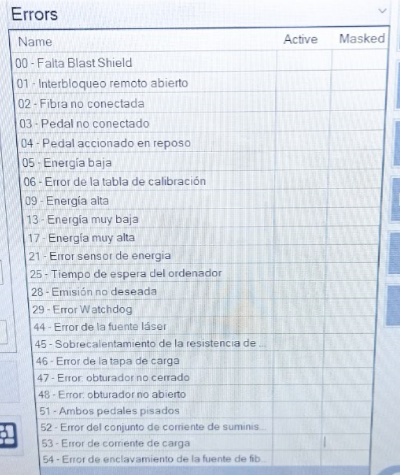 Errors
Name Active Masked
00 - Falta Blast Shield
01 - Interbloqueo remoto abierto
02 - Fibra no conectada
03 - Pedal no conectado
04 - Pedal accionado en reposo
05 - Energía baja
06 - Error de la tabla de calibración
09 - Energía alta
13 - Energía muy baja
17 - Energía muy alta
21 - Error sensor de energía
25 - Tiempo de espera del ordenador
28 - Emisión no deseada
29 - Error Watchdog
44 - Error de la fuente láser
45 - Sobrecalentamiento de la resistencia de ...
46 - Error de la tapa de carga
47 - Error: obturador no cerrado
48 - Error: obturador no abierto
51 - Ambos pedales pisados
52 - Error del conjunto de corriente de suminis...
53 - Error de corriente de carga
54 - Error de enclavamiento de la fuente de fib...